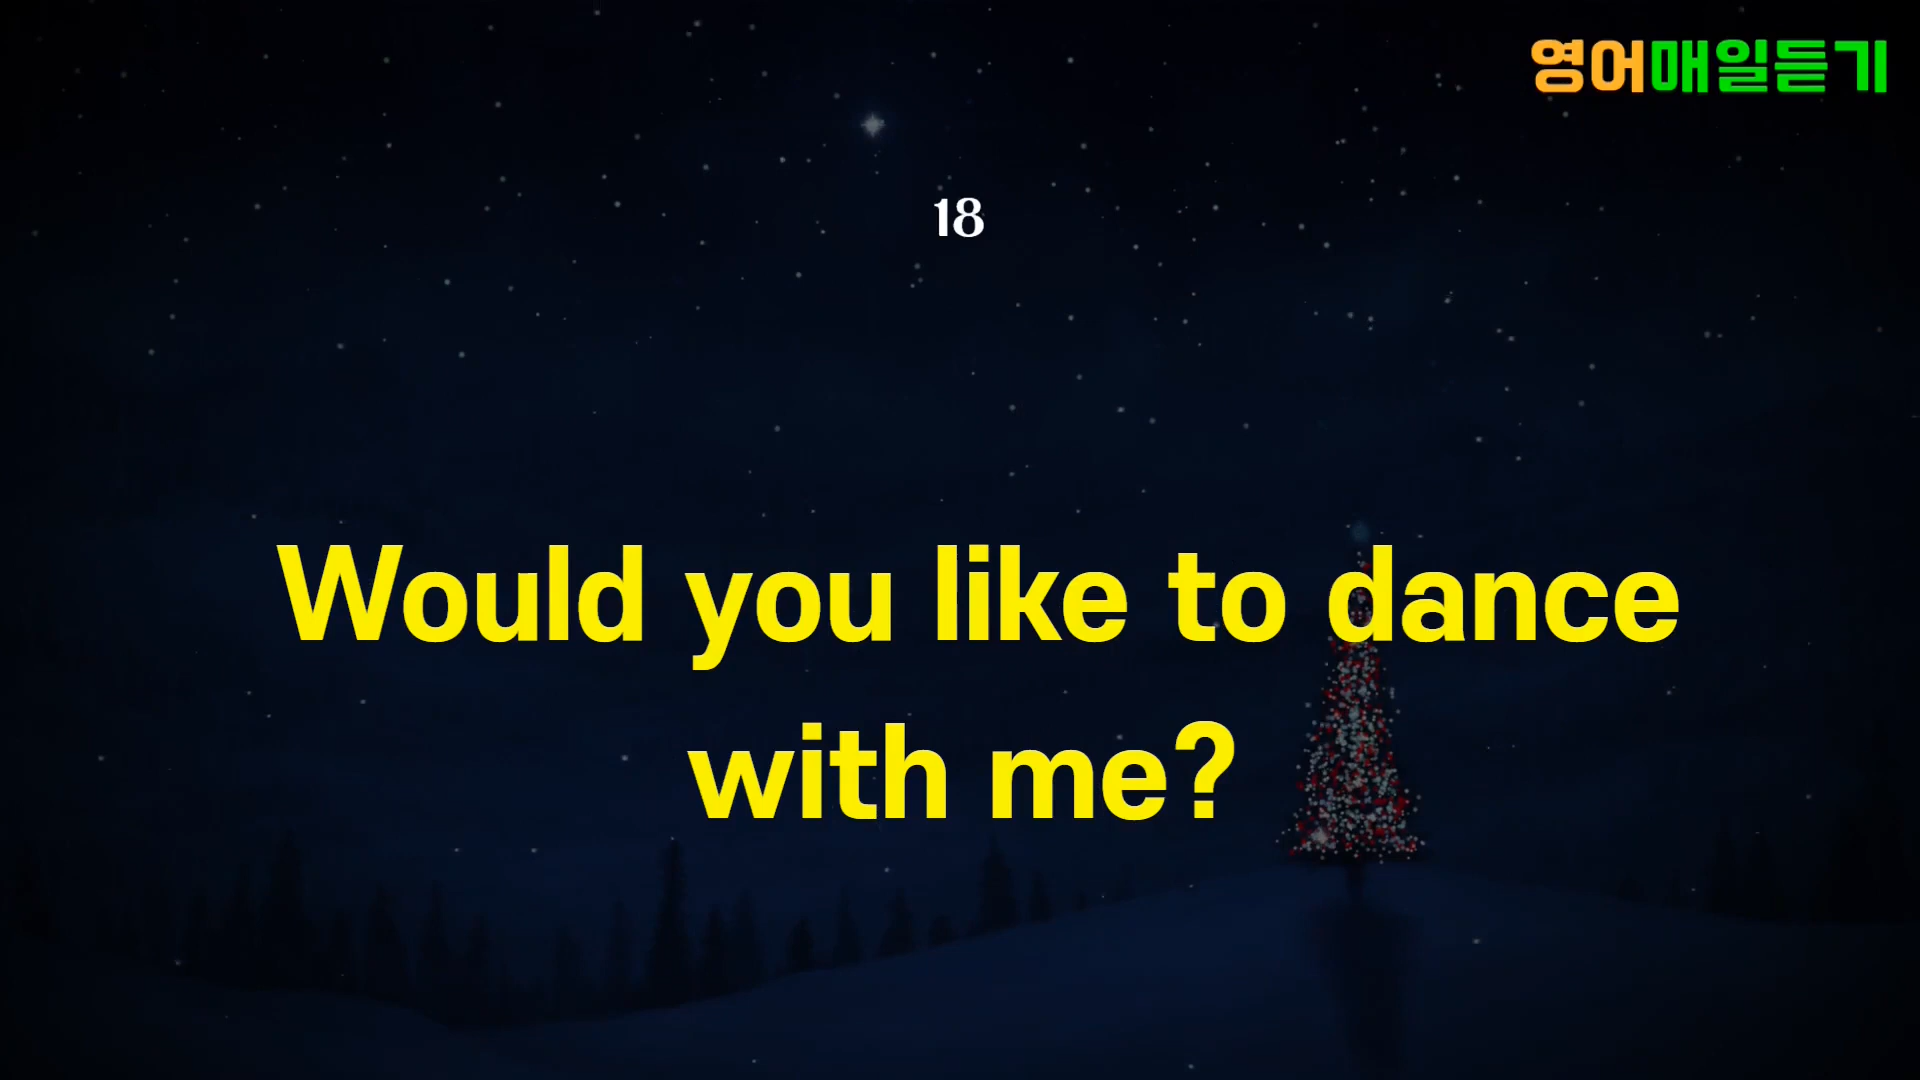 영어매일듣기
18
Would you like to dance
with me?